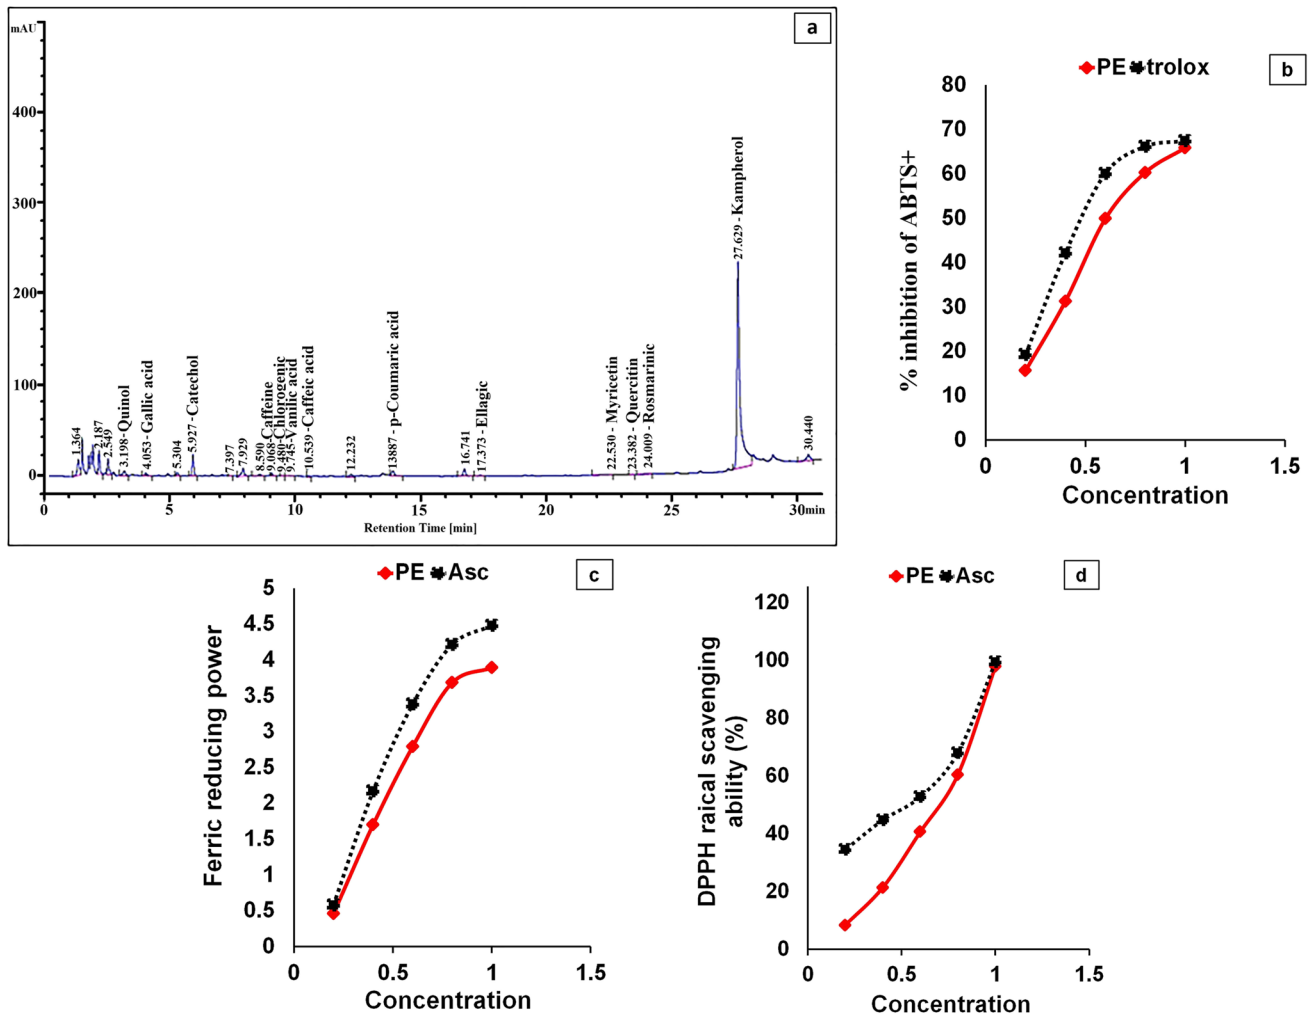 a
mAU
400
300
200
100
0
1.364
2.187
2.549
3.198-Quinol
4.053-Gallic acid
5.304
5.927-Catechol
7.397
7.929
8.590
9.068-Caffeine
9.480-Chlorogenic
9.745-Vanilic acid
10.539-Caffeic acid
12.232
13887 - p-Coumaric acid
16.741
17.373 - Ellagic
22.530 - Myricetin
23.382 - Quercitin
24.009 - Rosmarinic
27.629 - Kampherol
30.440
0 5 10 15 20 25 30min
Retention Time [min]
b
PE trolox
% inhibition of ABTS+
80
70
60
50
40
30
20
10
0
0 0.5 1 1.5
Concentration
c
PE Asc
Ferric reducing power
5
4.5
4
3.5
3
2.5
2
1.5
1
0.5
0
0 0.5 1 1.5
Concentration
d
PE Asc
DPPH raical scavenging
ability (%)
120
100
80
60
40
20
0
0 0.5 1 1.5
Concentration